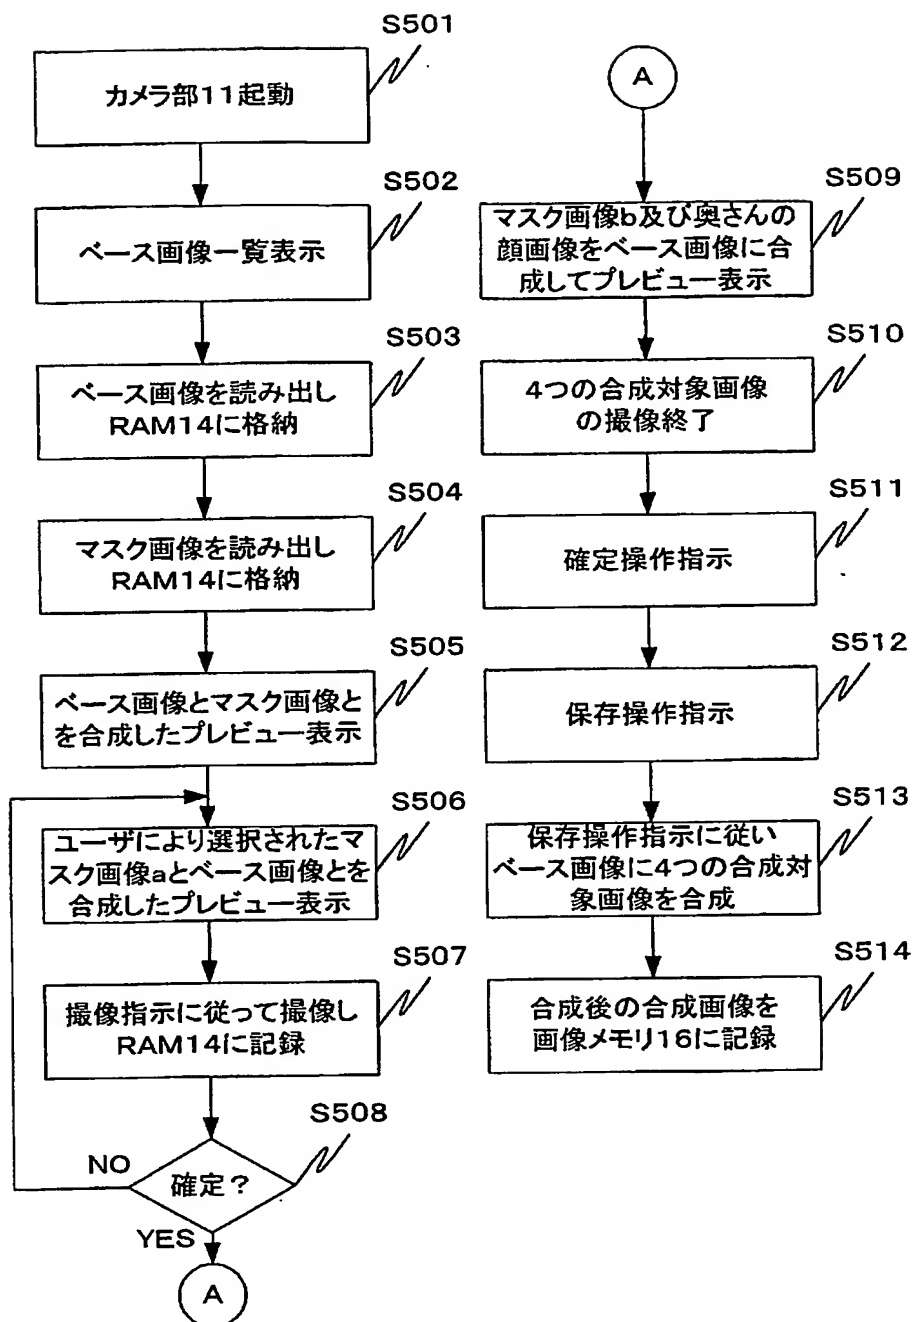 S501
カメラ部11起動
S502
ベース画像一覧表示
S503
ベース画像を読み出し
RAM14に格納
S504
マスク画像を読み出し
RAM14に格納
S505
ベース画像とマスク画像と
を合成したプレビュー表示
S506
ユーザにより選択されたマ
スク画像aとベース画像とを
合成したプレビュー表示
S507
撮像指示に従って撮像し
RAM14に記録
S508
確定?
NO
YES
A
A
S509
マスク画像b及び奥さんの
顔画像をベース画像に合
成してプレビュー表示
S510
4つの合成対象画像
の撮像終了
S511
確定操作指示
S512
保存操作指示
S513
保存操作指示に従い
ベース画像に4つの合成対
象画像を合成
S514
合成後の合成画像を
画像メモリ16に記録